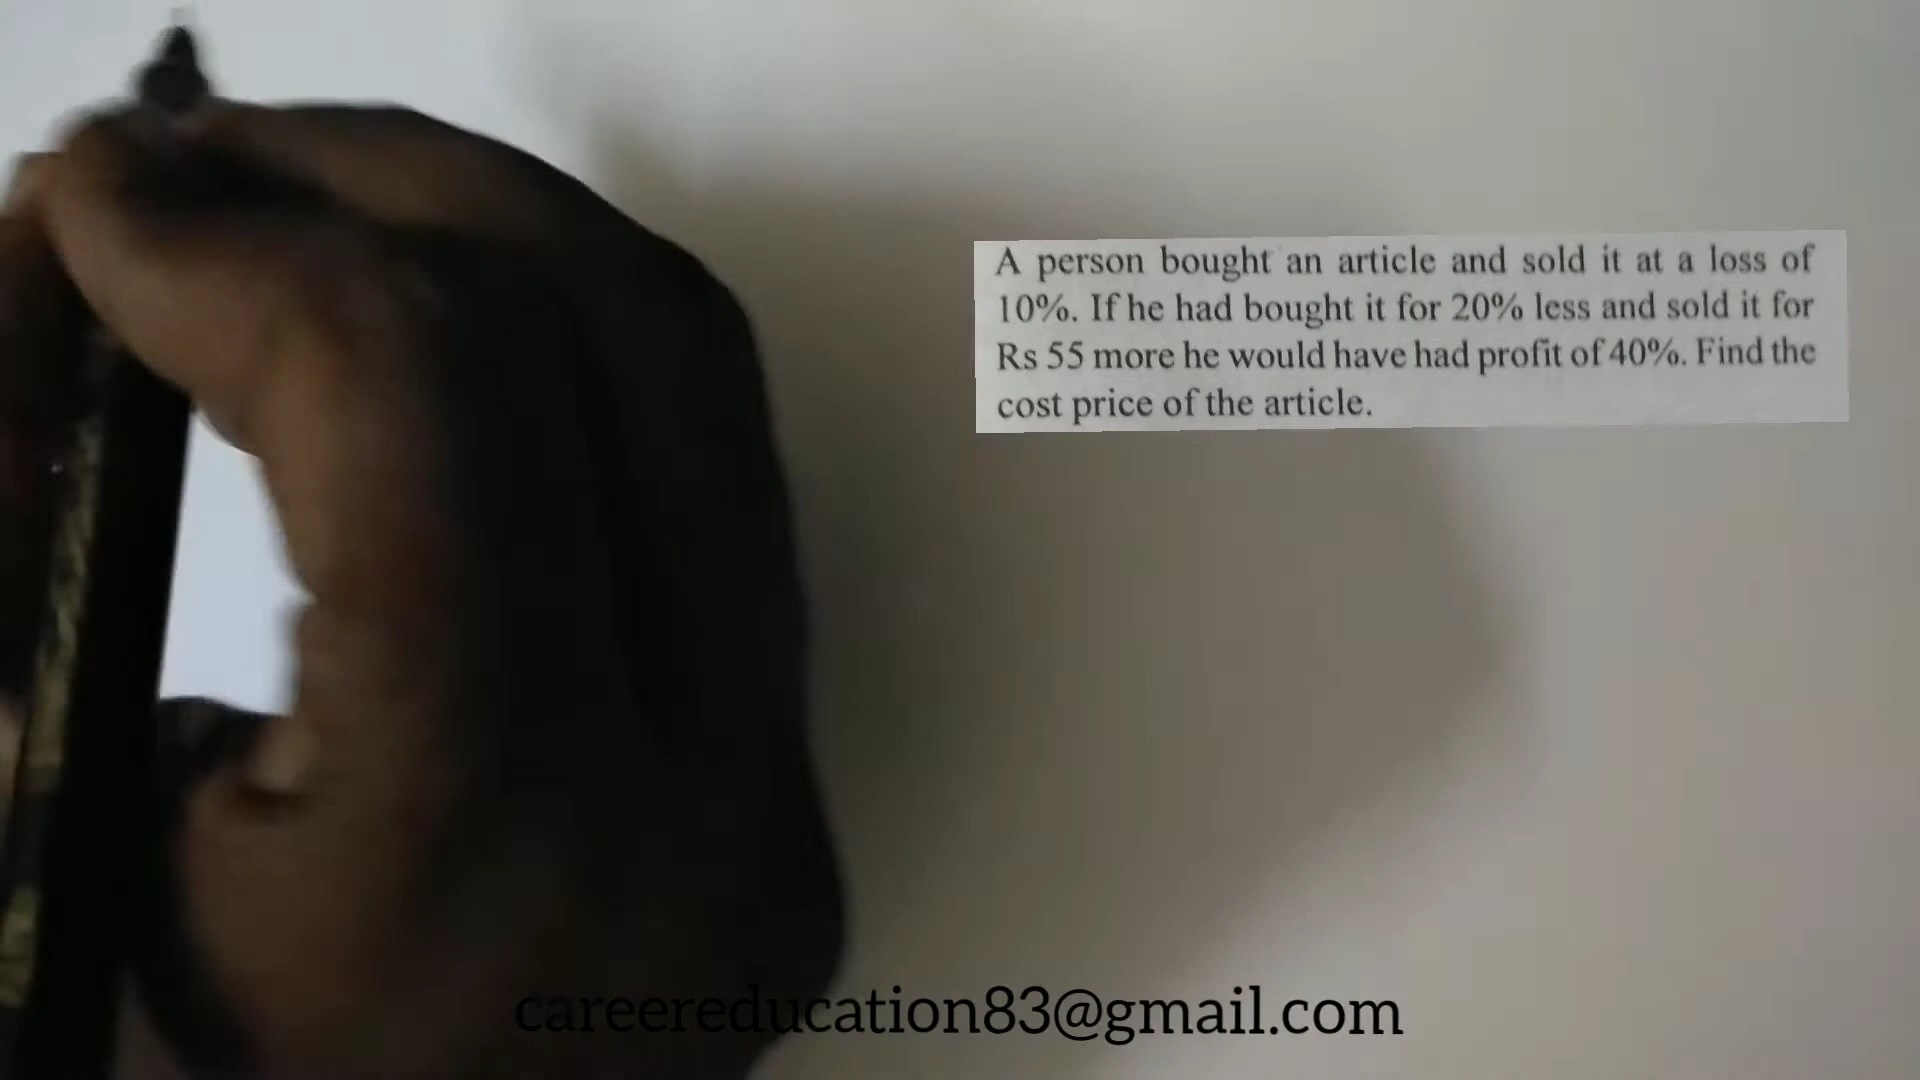 A person bought an article and sold it at a loss of
10%. If he had bought it for 20% less and sold it for
Rs 55 more he would have had profit of 40%. Find the
cost price of the article.
careereducation83@gmail.com